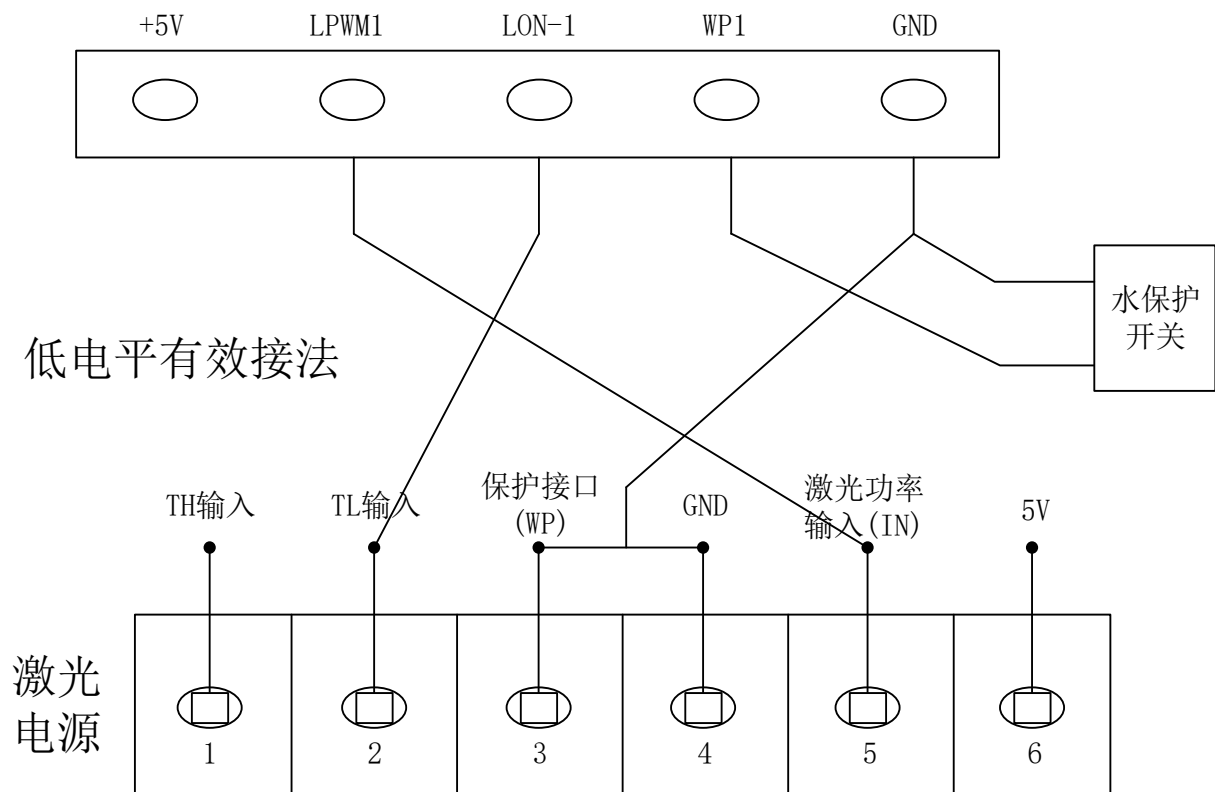 +5V LPWM1 LON-1 WP1 GND
水保护
开关
低电平有效接法
TH输入 TL输入 保护接口 GND 激光功率 5V
(WP) 输入(IN)
激光
电源
1 2 3 4 5 6